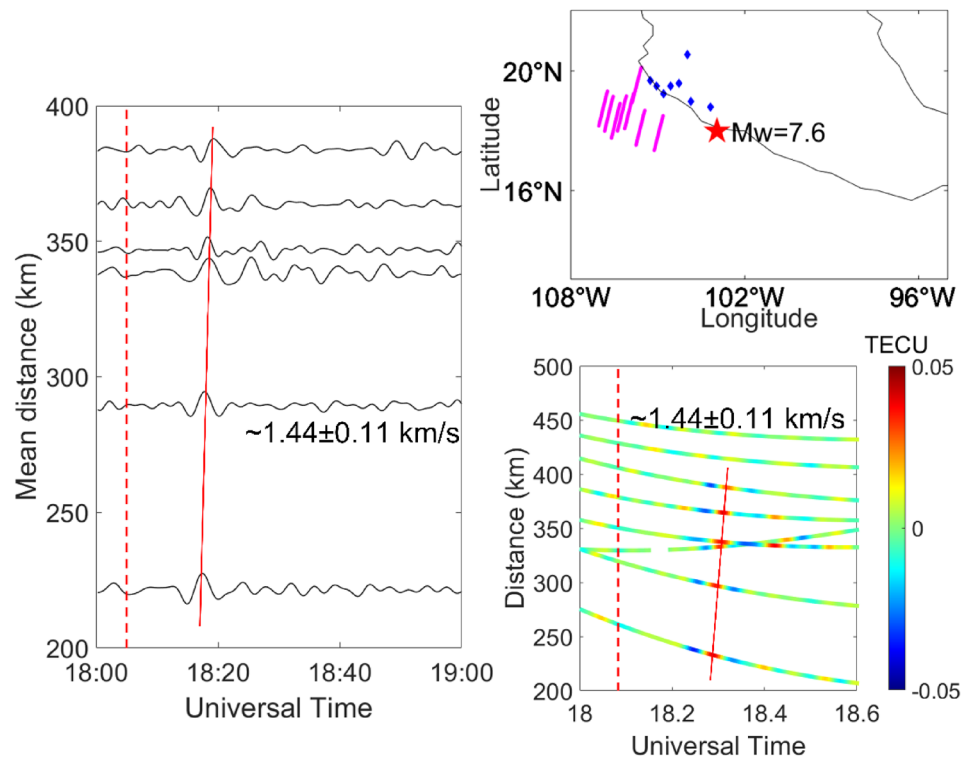 400
350
300
250
200
Mean distance (km)
~1.44±0.11 km/s
18:00
18:20
18:40
19:00
Universal Time
20°N
16°N
Latitude
Mw=7.6
108°W
102°W
96°W
Longitude
TECU
500
450
400
350
300
250
200
Distance (km)
~1.44±0.11 km/s
18
18.2
18.4
18.6
Universal Time
0.05
0
-0.05